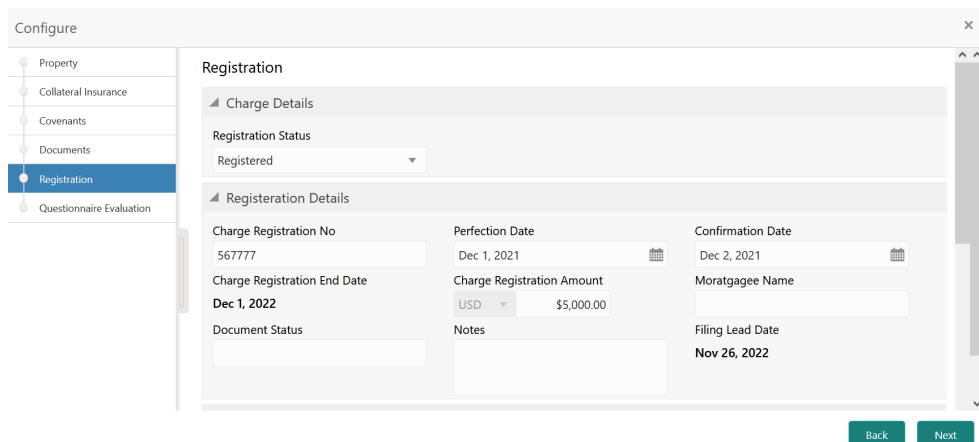 Configure
Property
Collateral Insurance
Covenants
Documents
Registration
Questionnaire Evaluation
Registration
Charge Details
Registration Status
Registered
Registeration Details
Charge Registration No
Perfection Date
Confirmation Date
567777
Dec 1, 2021
Dec 2, 2021
Charge Registration End Date
Charge Registration Amount
Moratgagee Name
Dec 1, 2022
USD
$5,000.00
Document Status
Notes
Filing Lead Date
Nov 26, 2022
Back
Next